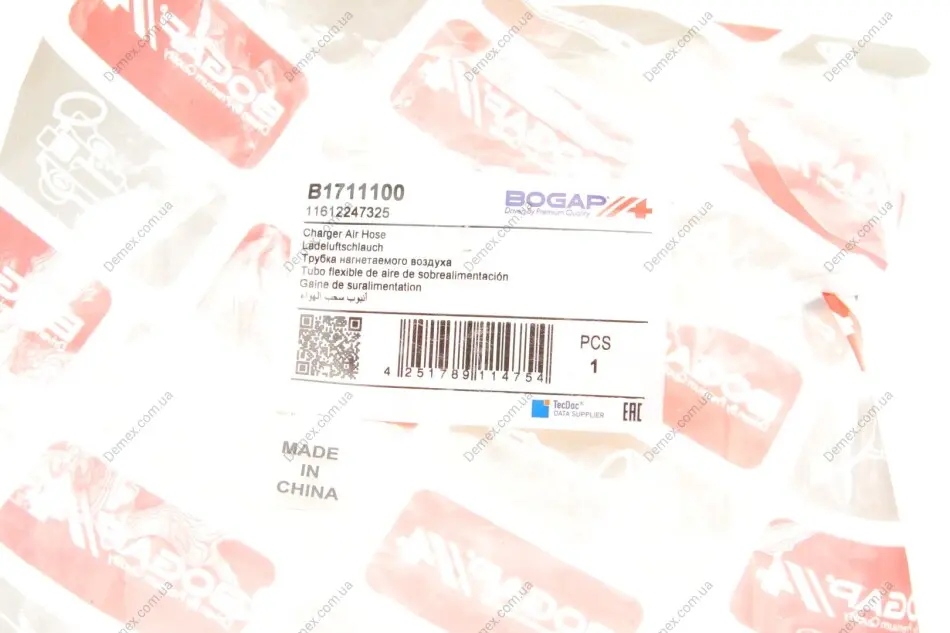 B1711100
11612247325
BOGAP
Driven by Premium Quality
Charger Air Hose
Ladeluftschlauch
Трубка нагнетаемого воздуха
Tubo flexible de aire de sobrealimentación
Gaine de suralimentation
أنبوب سحب الهواء
4 251789 114754
PCS
1
TecDoc®
DATA SUPPLIER
EAC
MADE
IN
CHINA
Demex.com.ua